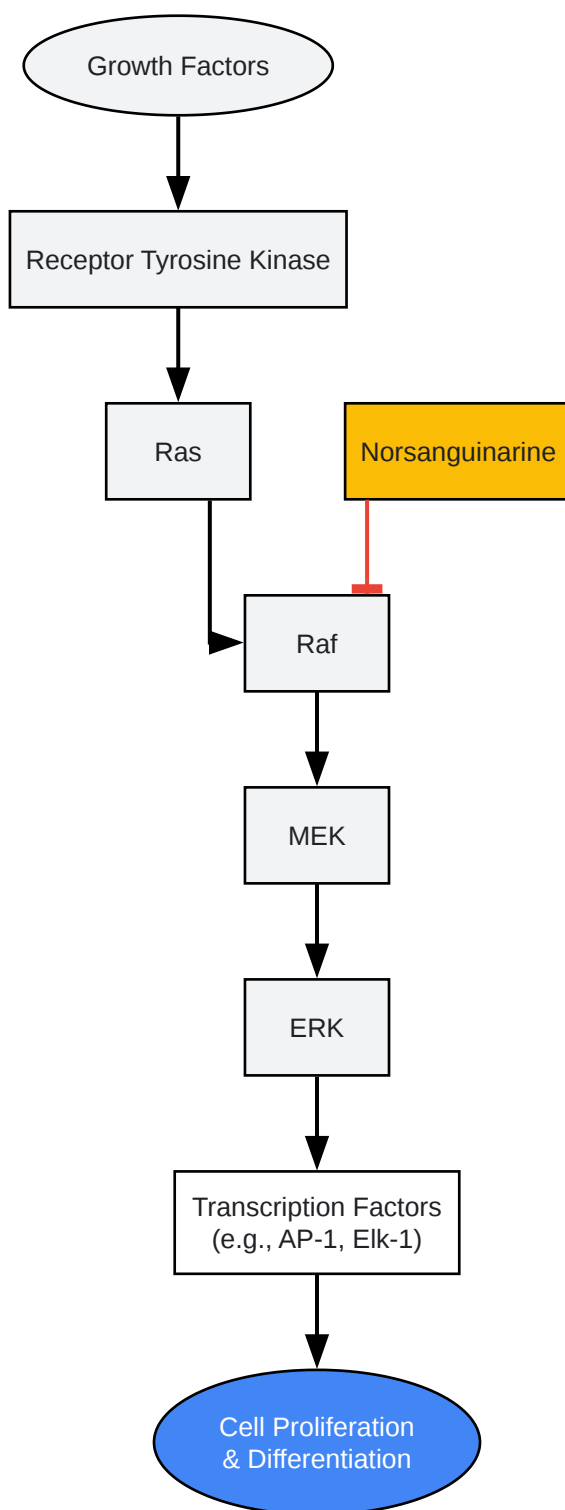 Growth Factors
Receptor Tyrosine Kinase
Ras
Norsanguinarine
Raf
MEK
ERK
Transcription Factors
(e.g., AP-1, Elk-1)
Cell Proliferation
& Differentiation